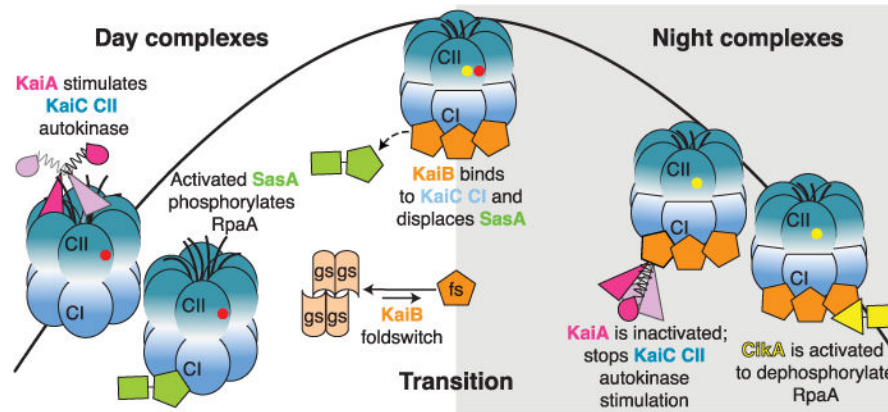 Day complexes
Night complexes
KaiA stimulates
KaiC CII
autokinase
CII
CI
Activated SasA
phosphorylates
RpaA
CII
CI
CII
CI
KaiB binds
to KaiC CI and
displaces SasA
gs gs
gs gs
fs
KaiB
foldswitch
Transition
CII
CI
KaiA is inactivated;
stops KaiC CII
autokinase
stimulation
CII
CI
CikA is activated
to dephosphorylate
RpaA